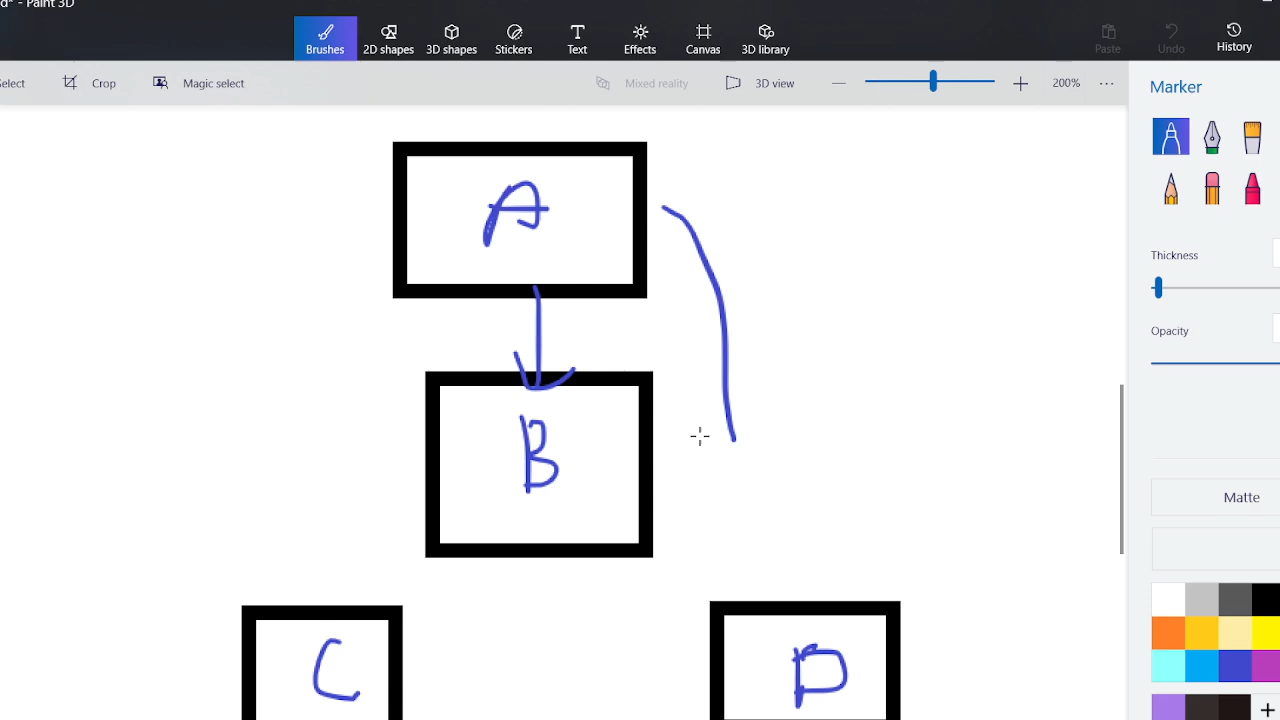 d* - Paint 3D
Brushes 2D shapes 3D shapes Stickers Text Effects Canvas 3D library Paste Undo History
Select Crop Magic select Mixed reality 3D view 200% ...
Marker
Thickness
Opacity
Matte
A
B
C
D